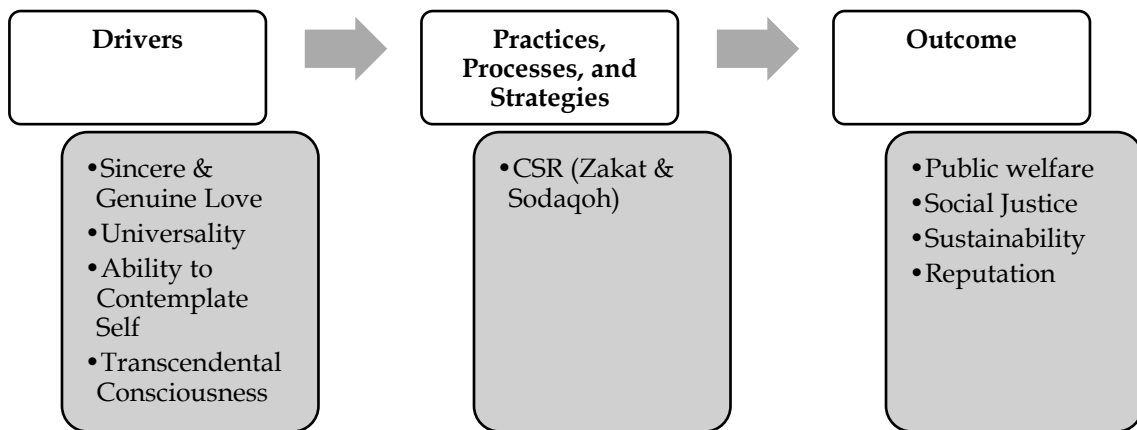 Drivers
•Sincere &
Genuine Love
•Universality
•Ability to
Contemplate
Self
•Transcendental
Consciousness
Practices,
Processes, and
Strategies
•CSR (Zakat &
Sodaqoh)
Outcome
•Public welfare
•Social Justice
•Sustainability
•Reputation